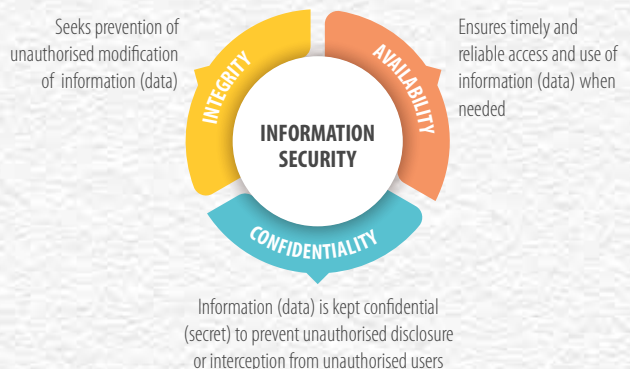 Seeks prevention of
unauthorised modification
of information (data)
INTEGRITY
AVAILABILITY
Ensures timely and
reliable access and use of
information (data) when
needed
INFORMATION
SECURITY
CONFIDENTIALITY
Information (data) is kept confidential
(secret) to prevent unauthorised disclosure
or interception from unauthorised users